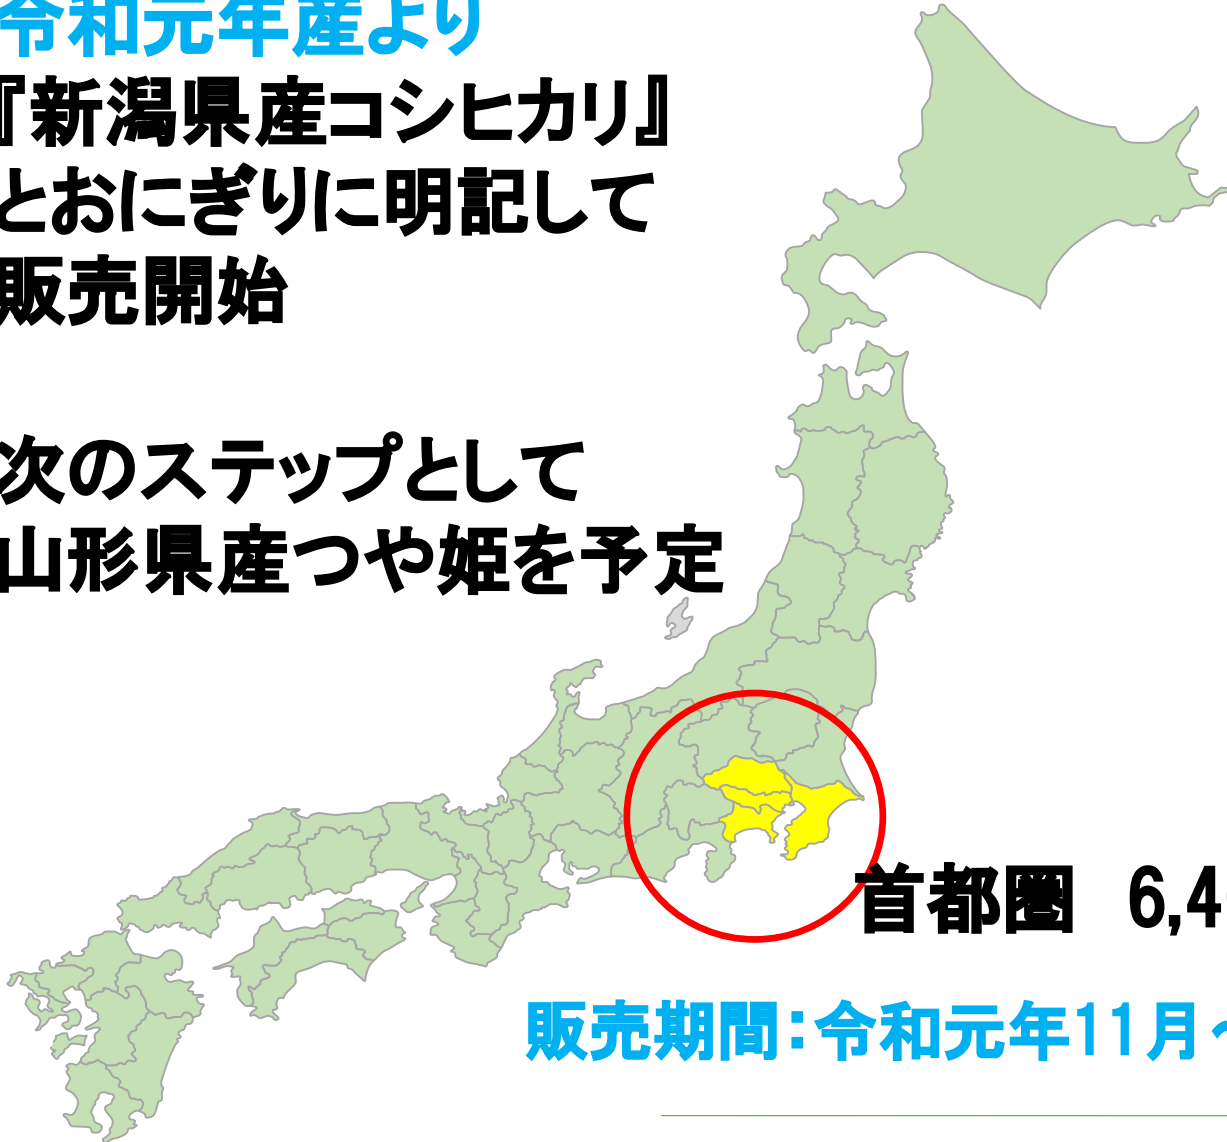 令和元年産より
『新潟県産コシヒカリ』
とおにぎりに明記して
販売開始
次のステップとして
山形県産つや姫を予定
首都圏 6,4
販売期間：令和元年11月～